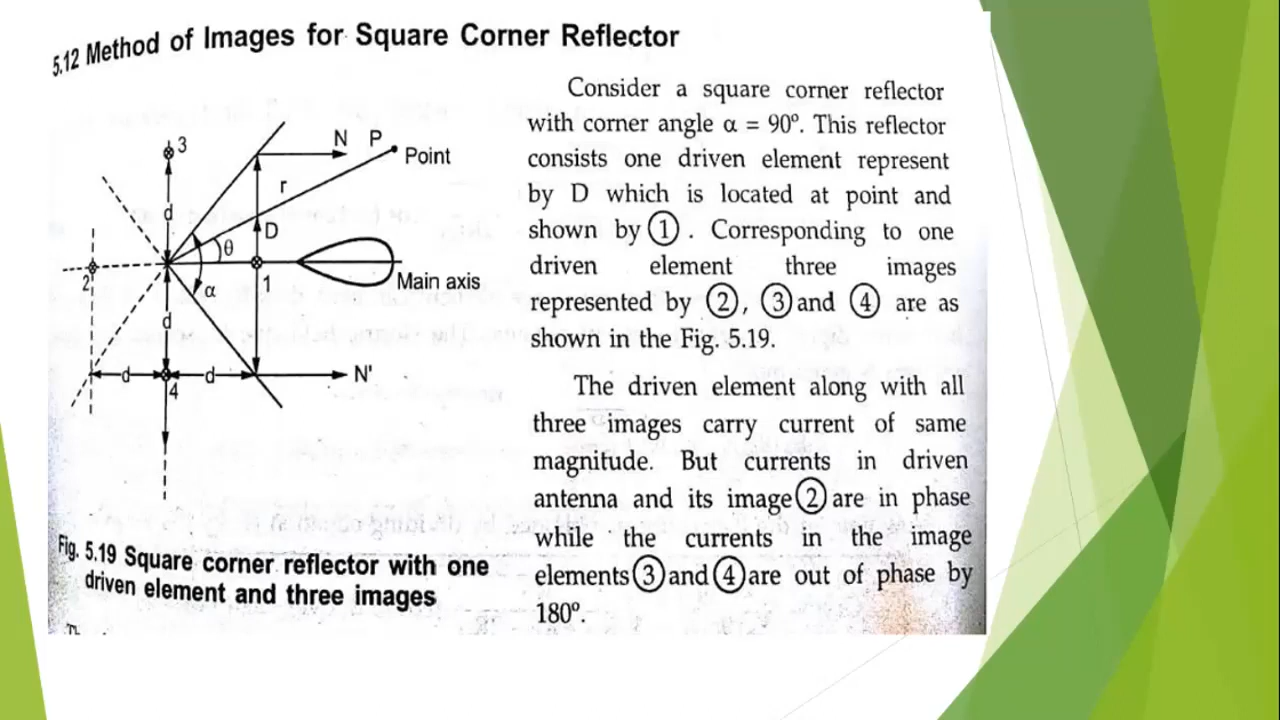 5.12 Method of Images for Square Corner Reflector
3
N P
Point
r
d
D
θ
2
1
Main axis
α
d
d
d
N'
4
Fig. 5.19 Square corner reflector with one
driven element and three images
Consider a square corner reflector
with corner angle α = 90º. This reflector
consists one driven element represent
by D which is located at point and
shown by ①. Corresponding to one
driven element three images
represented by ②, ③ and ④ are as
shown in the Fig. 5.19.
The driven element along with all
three images carry current of same
magnitude. But currents in driven
antenna and its image ② are in phase
while the currents in the image
elements ③ and ④ are out of phase by
180º.